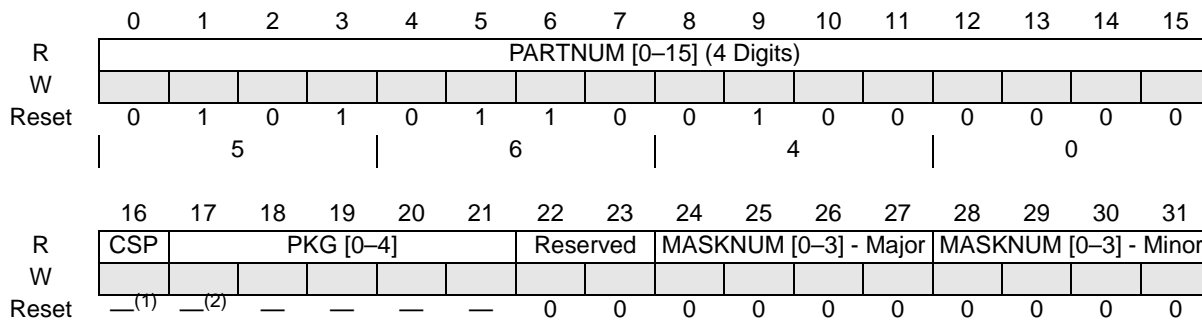 0 1 2 3 4 5 6 7 8 9 10 11 12 13 14 15
R PARTNUM [0–15] (4 Digits)
W
Reset 0 1 0 1 0 1 1 0 0 1 0 0 0 0 0 0
5 6 4 0
16 17 18 19 20 21 22 23 24 25 26 27 28 29 30 31
R CSP PKG [0–4] Reserved MASKNUM [0–3] - Major MASKNUM [0–3] - Minor
W
Reset —(1) —(2) — — — — 0 0 0 0 0 0 0 0 0 0